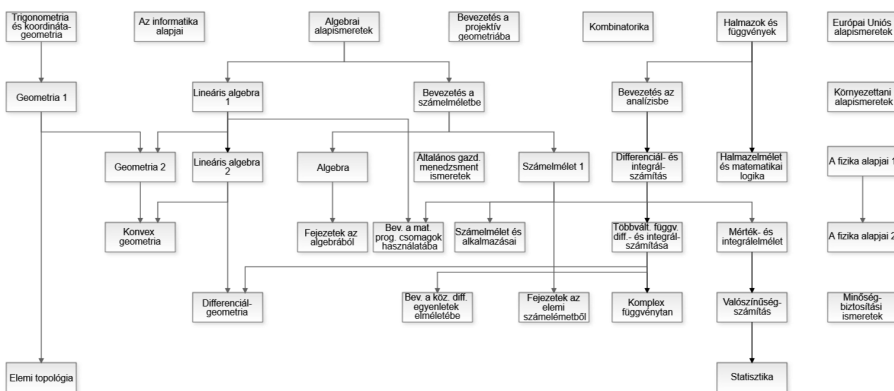 Trigonometria
és koordináta-
geometria
Az informatika
alapjai
Algebrai
alapismeretek
Bevezetés a
projektív
geometriába
Kombinatorika
Halmazok és
függvények
Európai Uniós
alapismeretek
Geometria 1
Lineáris algebra
1
Bevezetés a
számelméletbe
Bevezetés az
analízisbe
Környezettani
alapismeretek
Geometria 2
Lineáris algebra
2
Algebra
Általános gazd.
menedzsment
ismeretek
Számelmélet 1
Differenciál- és
integrál-
számítás
Halmazelmélet
és matematikai
logika
A fizika alapjai 1
Konvex
geometria
Fejezetek az
algebrából
Bev. a mat.
prog. csomagok
használatába
Számelmélet és
alkalmazásai
Többvált. függv.
diff.- és integrál-
számítása
Mérték- és
integrálelmélet
A fizika alapjai 2
Differenciál-
geometria
Bev. a köz. diff.
egyenletek
elméletébe
Fejezetek az
elemi
számelémetből
Komplex
függvénytan
Valószínűség-
számítás
Minőség-
biztosítási
ismeretek
Elemi topológia
Statisztika